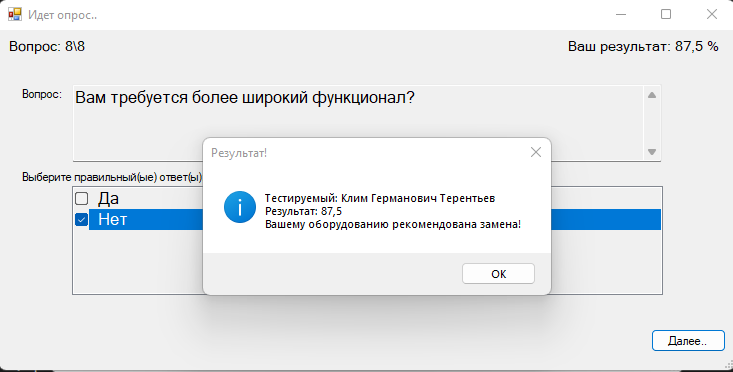 Идет опрос..
Вопрос: 8\8
Ваш результат: 87,5 %
Вопрос:
Вам требуется более широкий функционал?
Выберите правильный(ые) ответ(ы)
Да
Нет
Результат!
Тестируемый: Клим Германович Терентьев
Результат: 87,5
Вашему оборудованию рекомендована замена!
ОК
Далее..